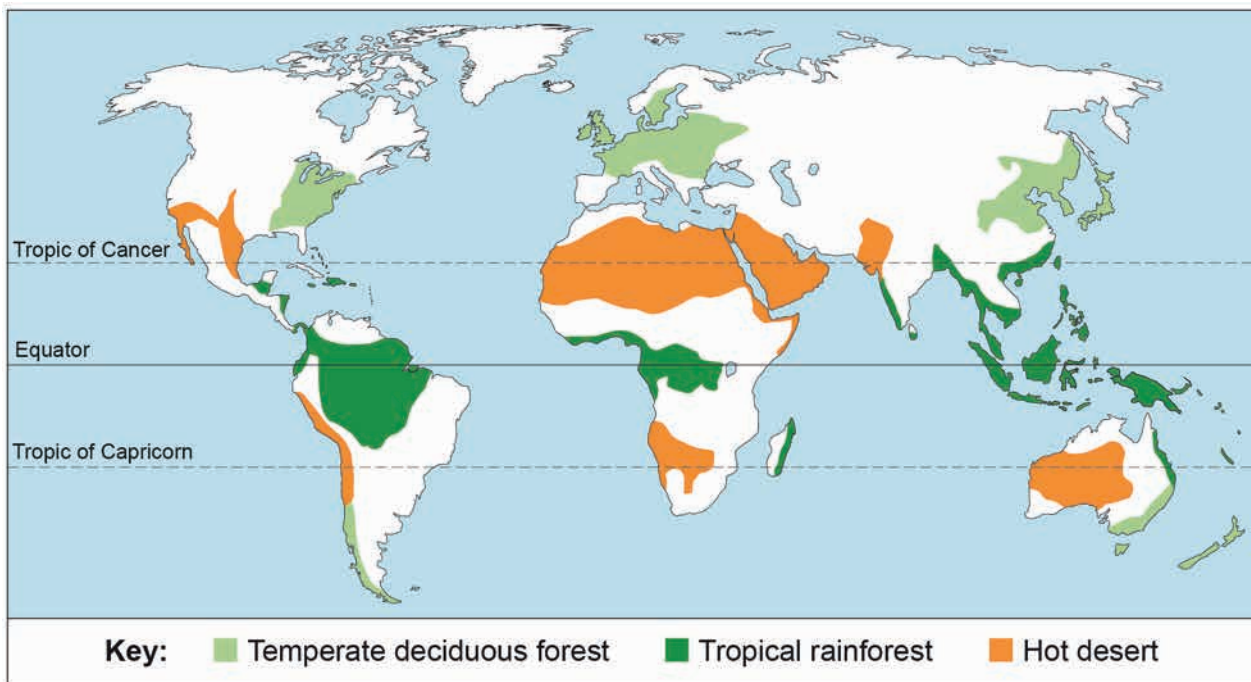 Tropic of Cancer
Equator
Tropic of Capricorn
Key: Temperate deciduous forest Tropical rainforest Hot desert